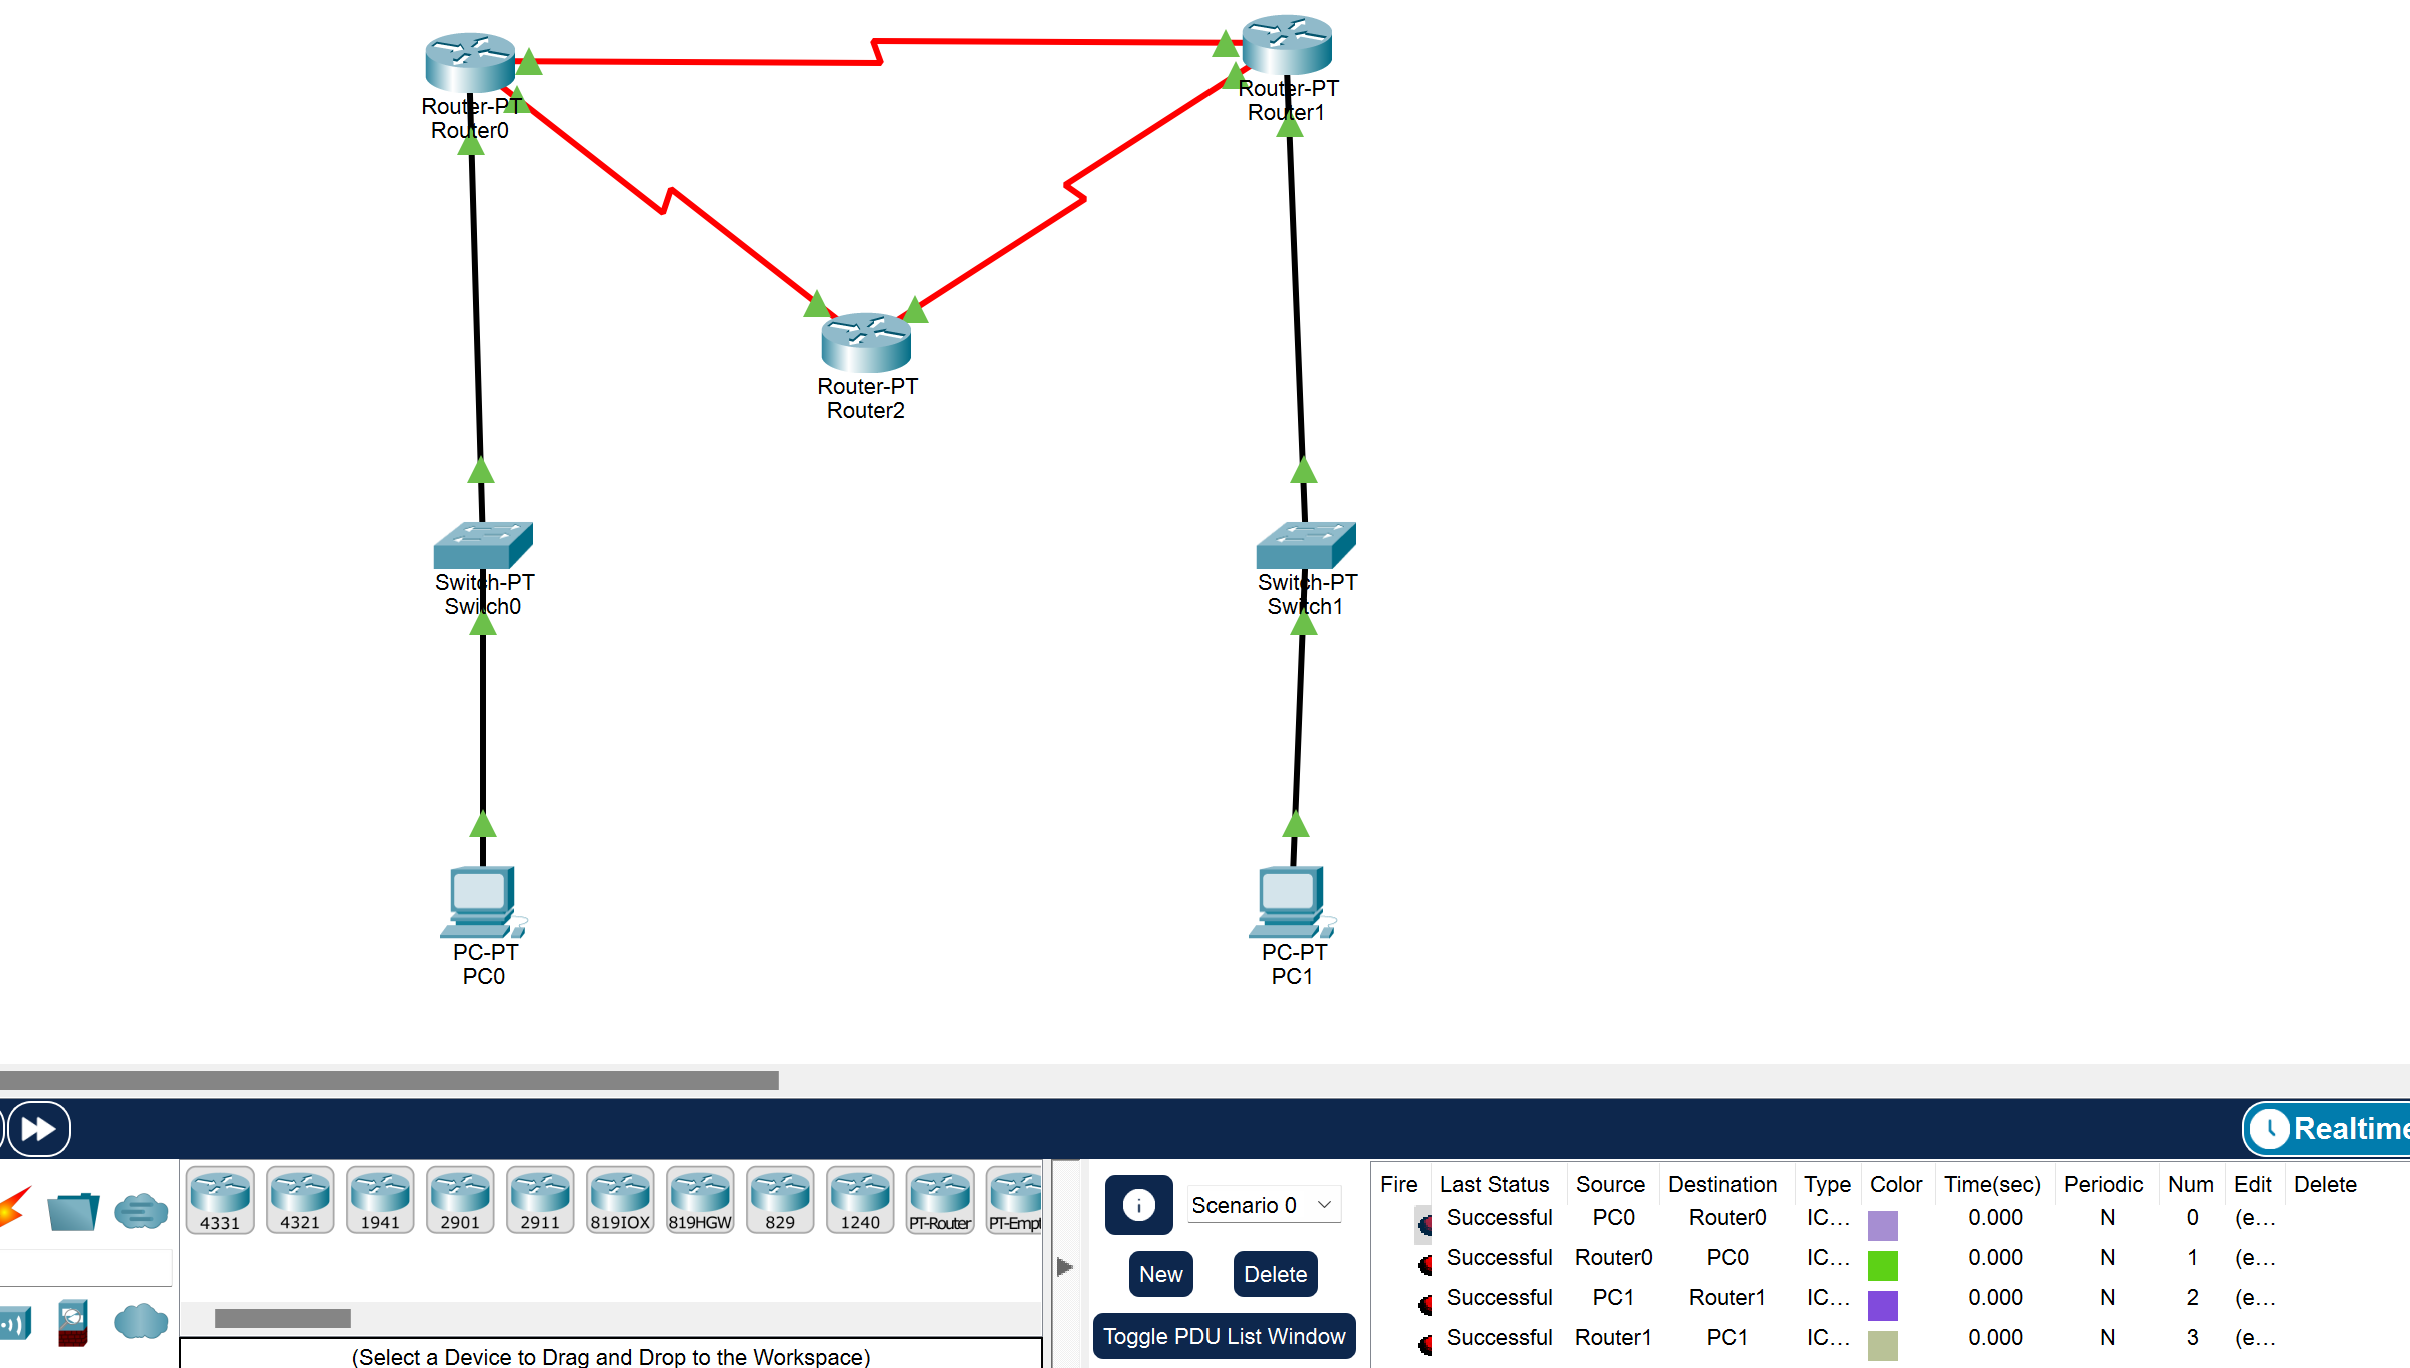 Router-PT
Router0
Router-PT
Router1
Router-PT
Router2
Switch-PT
Switch0
Switch-PT
Switch1
PC-PT
PC0
PC-PT
PC1
Realtime
4331 4321 1941 2901 2911 819IOX 819HGW 829 1240 PT-Router PT-Empt
(Select a Device to Drag and Drop to the Workspace)
Scenario 0
New Delete
Toggle PDU List Window
Fire Last Status Source Destination Type Color Time(sec) Periodic Num Edit Delete
Successful PC0 Router0 IC... 0.000 N 0 (e...
Successful Router0 PC0 IC... 0.000 N 1 (e...
Successful PC1 Router1 IC... 0.000 N 2 (e...
Successful Router1 PC1 IC... 0.000 N 3 (e...